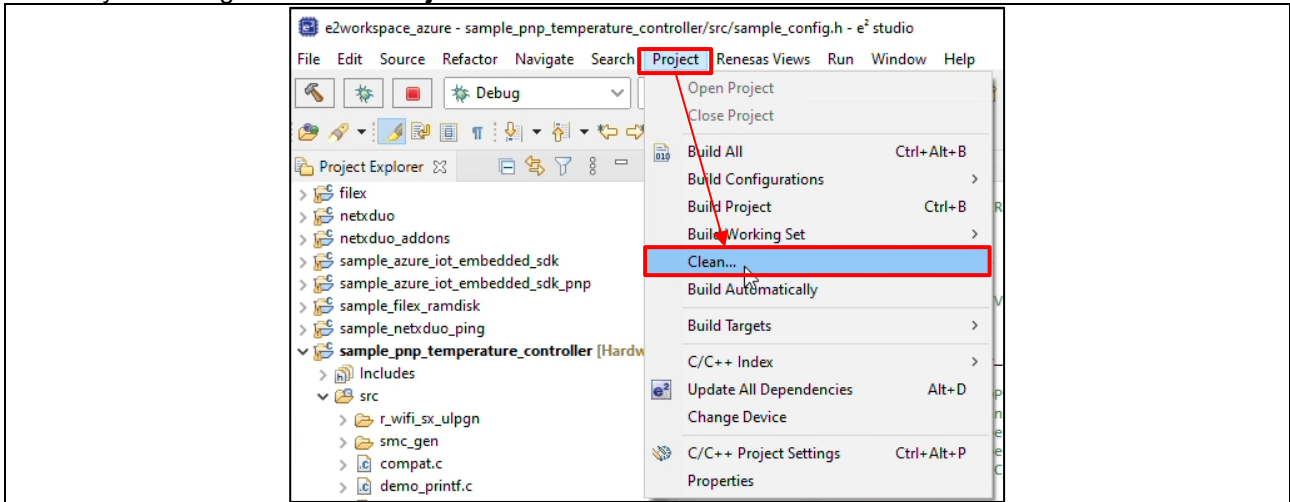 e2workspace_azure - sample_pnp_temperature_controller/src/sample_config.h - e² studio
File Edit Source Refactor Navigate Search Project Renesas Views Run Window Help
Debug
Project Explorer
filex
netxduo
netxduo_addons
sample_azure_iot_embedded_sdk
sample_azure_iot_embedded_sdk_pnp
sample_filex_ramdisk
sample_netxduo_ping
sample_pnp_temperature_controller [Hardw
Includes
src
r_wifi_sx_ulpgn
smc_gen
compat.c
demo_printf.c
Open Project
Close Project
Build All Ctrl+Alt+B
Build Configurations
Build Project Ctrl+B
Build Working Set
Clean...
Build Automatically
Build Targets
C/C++ Index
Update All Dependencies Alt+D
Change Device
C/C++ Project Settings Ctrl+Alt+P
Properties